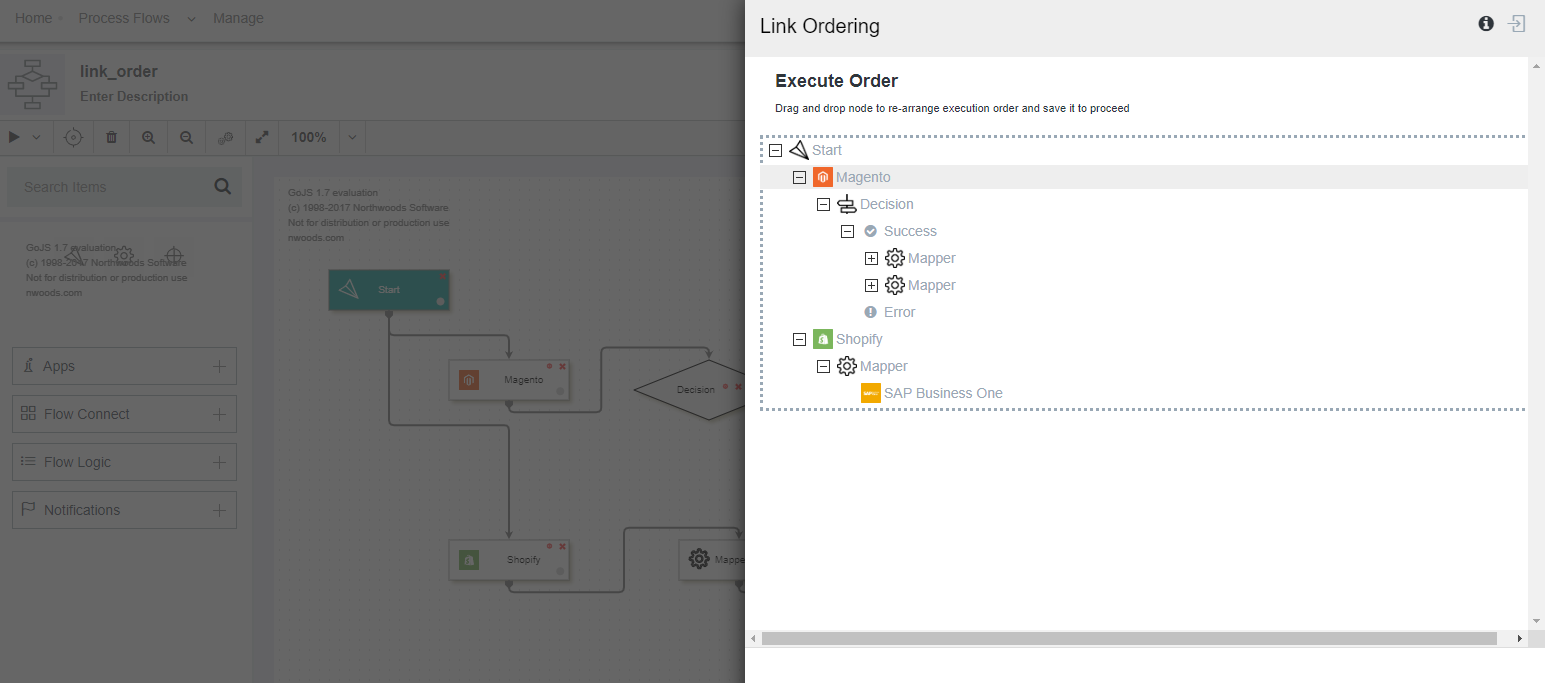 Home
Process Flows
Manage
link_order
Enter Description
100%
Search Items
GoJS 1.7 evaluation
(c) 1998-2017 Northwoods Software
Not for distribution or production use
nwoods.com
Apps
Flow Connect
Flow Logic
Notifications
GoJS 1.7 evaluation
(c) 1998-2017 Northwoods Software
Not for distribution or production use
nwoods.com
Start
Magento
Decision
Shopify
Mappe
Link Ordering
Execute Order
Drag and drop node to re-arrange execution order and save it to proceed
Start
Magento
Decision
Success
Mapper
Mapper
Error
Shopify
Mapper
SAP Business One